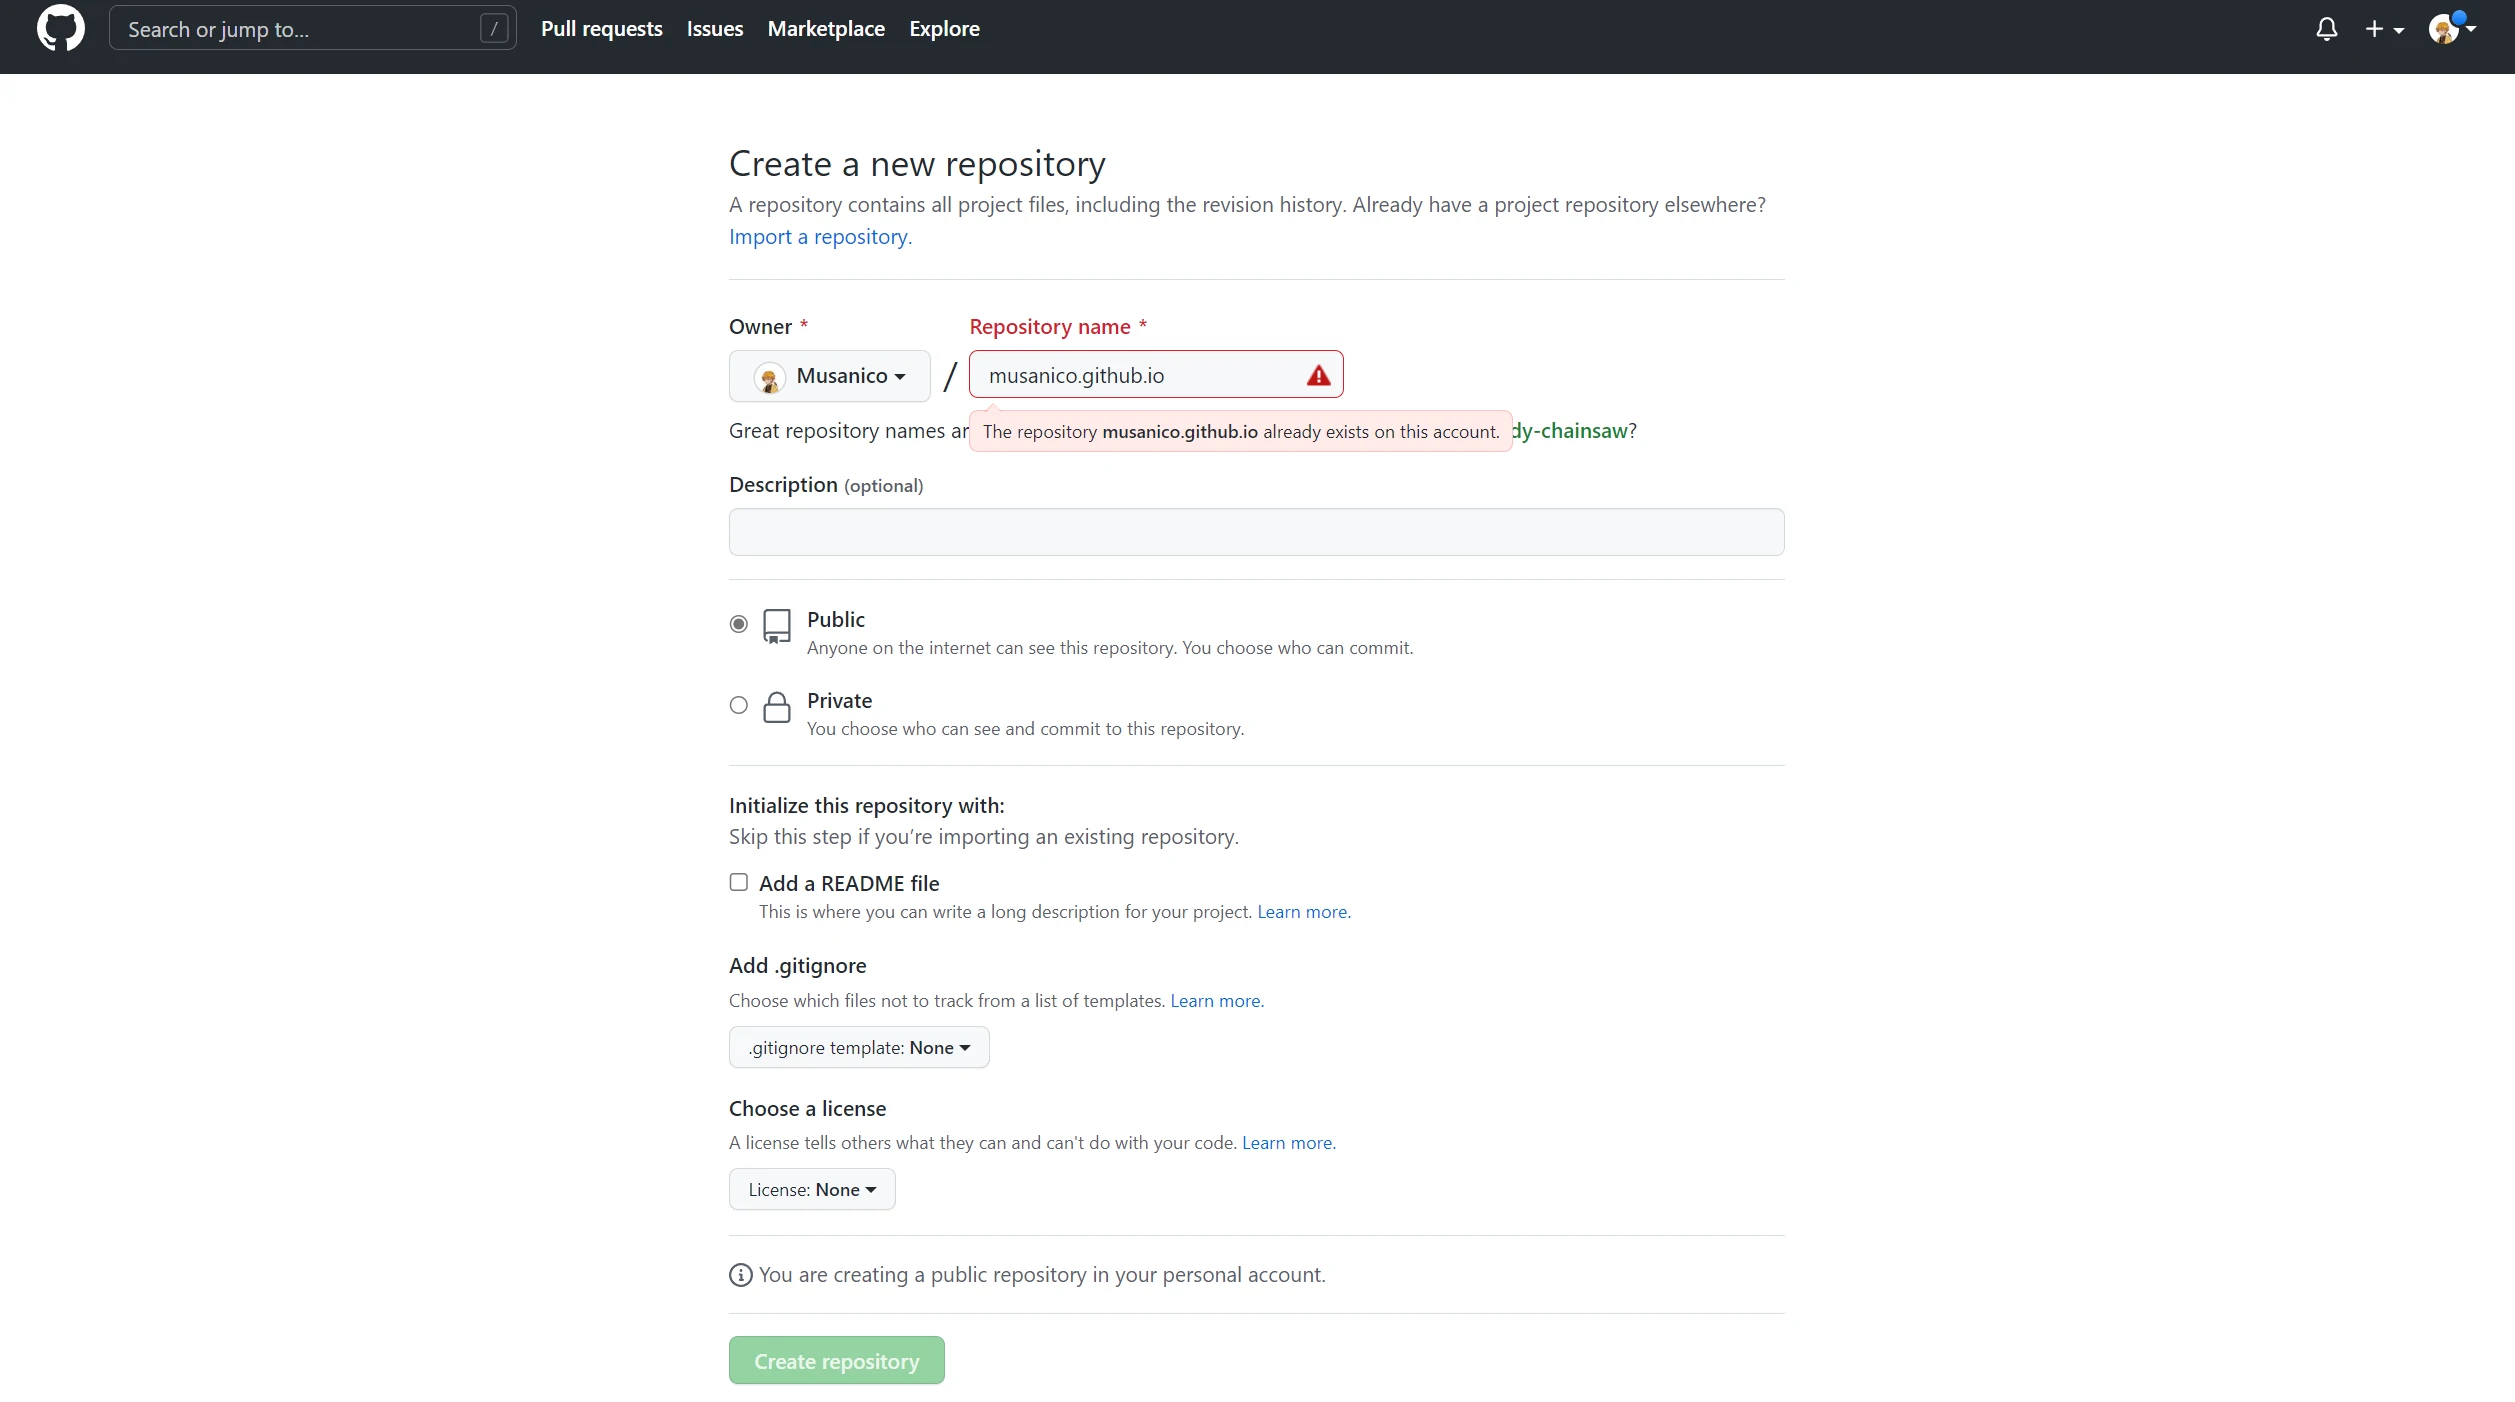 Search or jump to... /
Pull requests Issues Marketplace Explore
Create a new repository
A repository contains all project files, including the revision history. Already have a project repository elsewhere?
Import a repository.
Owner * Repository name *
Musanico / musanico.github.io
Great repository names ar
The repository musanico.github.io already exists on this account.
dy-chainsaw?
Description (optional)
Public
Anyone on the internet can see this repository. You choose who can commit.
Private
You choose who can see and commit to this repository.
Initialize this repository with:
Skip this step if you’re importing an existing repository.
Add a README file
This is where you can write a long description for your project. Learn more.
Add .gitignore
Choose which files not to track from a list of templates. Learn more.
.gitignore template: None
Choose a license
A license tells others what they can and can't do with your code. Learn more.
License: None
You are creating a public repository in your personal account.
Create repository